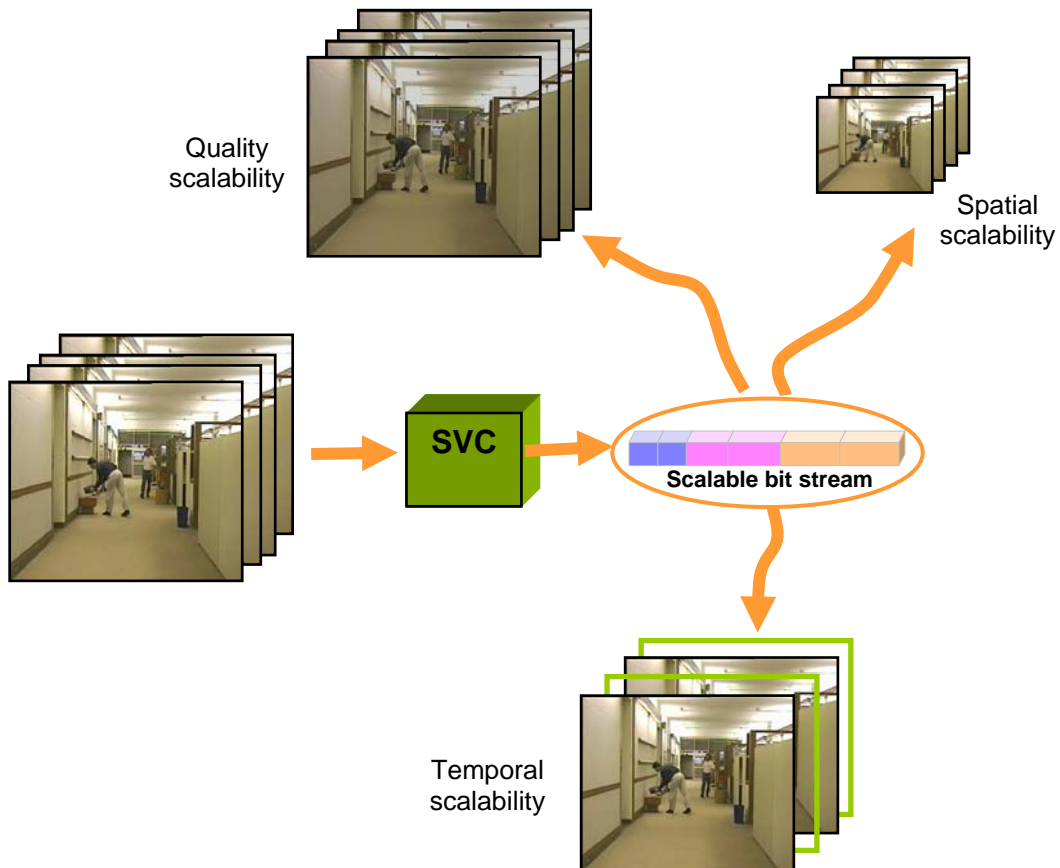 Quality
scalability
Spatial
scalability
SVC
Scalable bit stream
Temporal
scalability